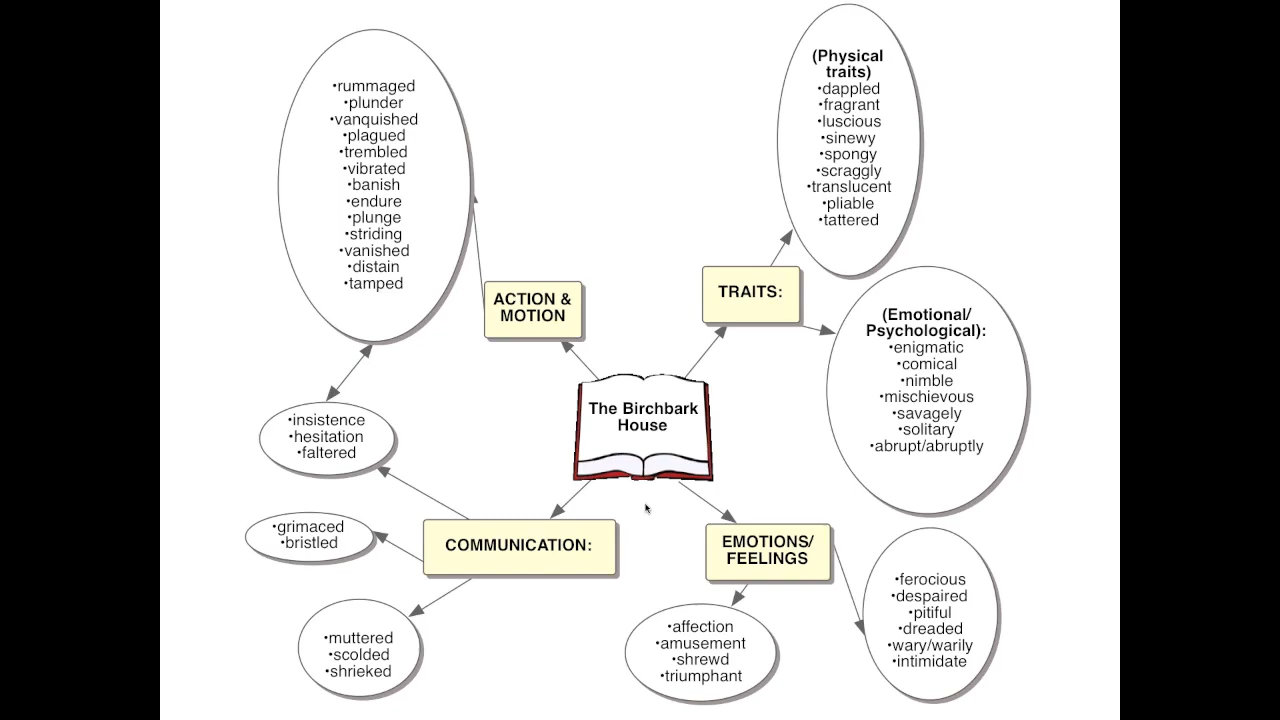 •rummaged
•plunder
•vanquished
•plagued
•trembled
•vibrated
•banish
•endure
•plunge
•striding
•vanished
•distain
•tamped
(Physical
traits)
•dappled
•fragrant
•luscious
•sinewy
•spongy
•scraggly
•translucent
•pliable
•tattered
ACTION &
MOTION
TRAITS:
(Emotional/
Psychological):
•enigmatic
•comical
•nimble
•mischievous
•savagely
•solitary
•abrupt/abruptly
The Birchbark
House
•insistence
•hesitation
•faltered
•grimaced
•bristled
COMMUNICATION:
EMOTIONS/
FEELINGS
•muttered
•scolded
•shrieked
•affection
•amusement
•shrewd
•triumphant
•ferocious
•despaired
•pitiful
•dreaded
•wary/warily
•intimidate